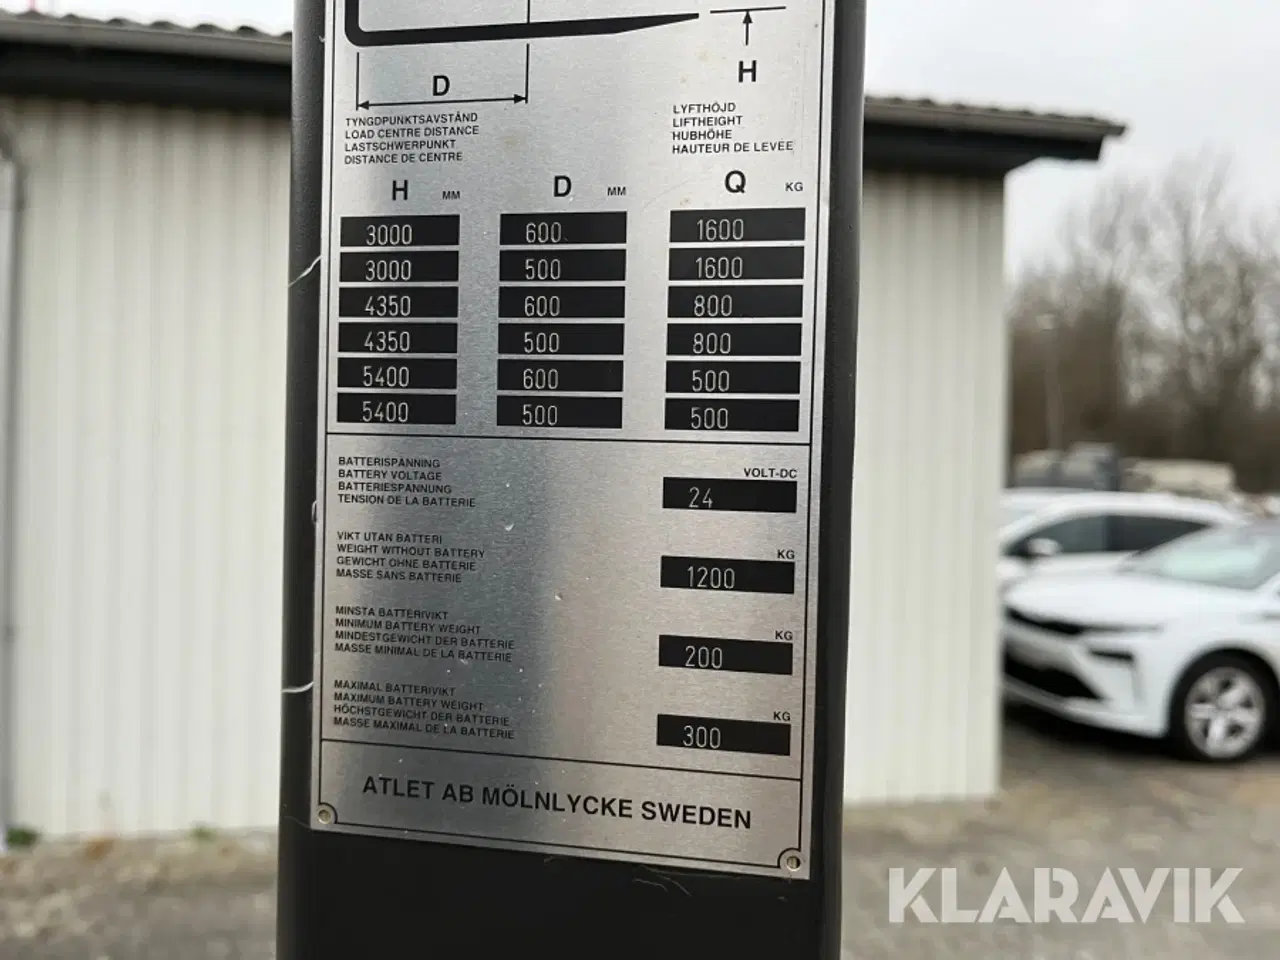 D
H
TYNGDPUNKTSAVSTÅND
LOAD CENTRE DISTANCE
LASTSCHWERPUNKT
DISTANCE DE CENTRE
LYFTHÖJD
LIFTHEIGHT
HUBHÖHE
HAUTEUR DE LEVÉE
H MM D MM Q KG
3000 600 1600
3000 500 1600
4350 600 800
4350 500 800
5400 600 500
5400 500 500
BATTERISPÄNNING
BATTERY VOLTAGE
BATTERIESPANNUNG
TENSION DE LA BATTERIE
VOLT-DC
24
VIKT UTAN BATTERI
WEIGHT WITHOUT BATTERY
GEWICHT OHNE BATTERIE
MASSE SANS BATTERIE
KG
1200
MINSTA BATTERIVIKT
MINIMUM BATTERY WEIGHT
MINDESTGEWICHT DER BATTERIE
MASSE MINIMAL DE LA BATTERIE
KG
200
MAXIMAL BATTERIVIKT
MAXIMUM BATTERY WEIGHT
HÖCHSTGEWICHT DER BATTERIE
MASSE MAXIMAL DE LA BATTERIE
KG
300
ATLET AB MÖLNLYCKE SWEDEN
KLARAVIK